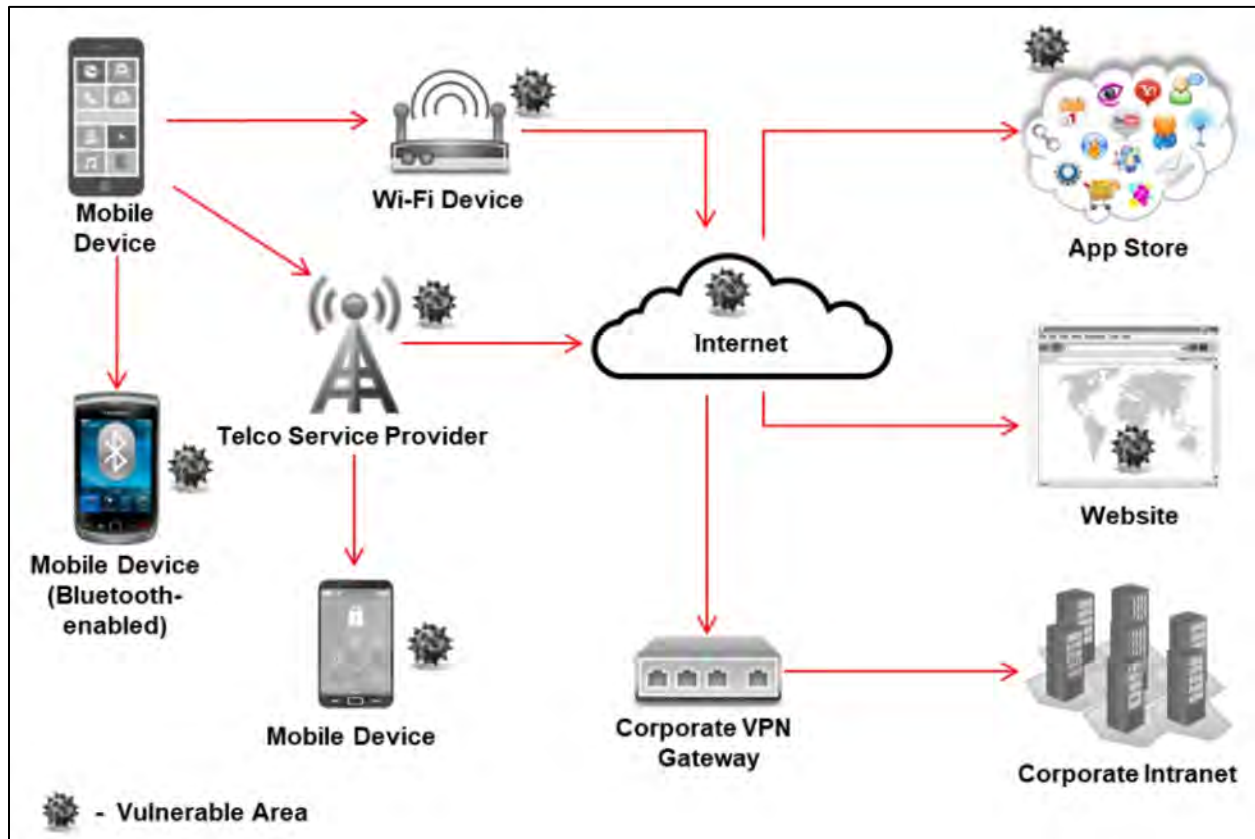 Mobile
Device
Wi-Fi Device
App Store
Internet
Telco Service Provider
Website
Mobile Device
(Bluetooth-
enabled)
Mobile Device
Corporate VPN
Gateway
Corporate Intranet
- Vulnerable Area